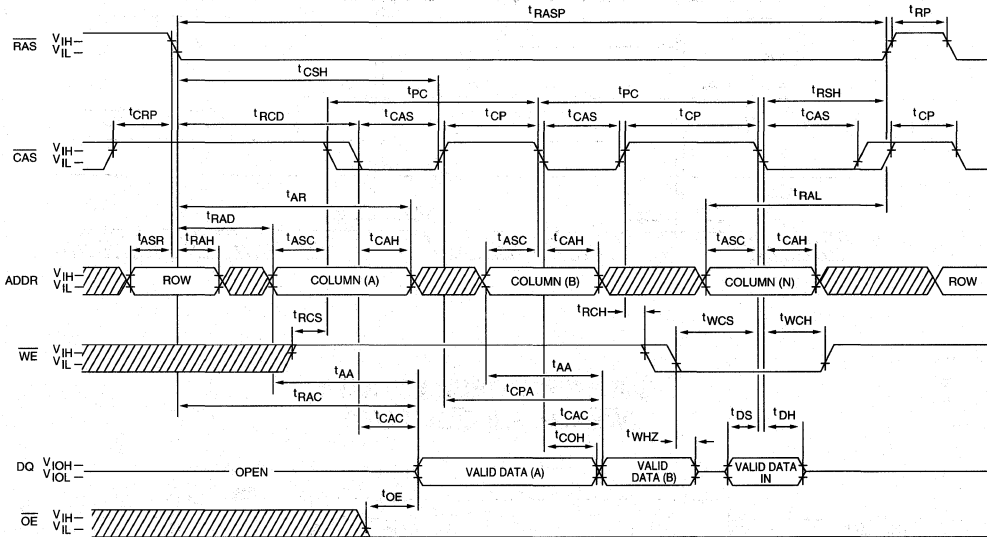 tRASP
tRP
RAS VIH
VIL
tCSH
tPC
tPC
tRSH
tCRP
tRCD
tCAS
tCP
tCAS
tCP
tCAS
tCP
CAS VIH
VIL
tAR
tRAL
tRAD
tASR
tRAH
tASC
tCAH
tASC
tCAH
tASC
tCAH
ADDR VIH
VIL
ROW
COLUMN (A)
COLUMN (B)
COLUMN (N)
ROW
tRCS
tRCH
tWCS
tWCH
WE VIH
VIL
tAA
tAA
tRAC
tCPA
tCAC
tCAC
tCOH
tWHZ
tDS
tDH
DQ VIOH
VIOL
OPEN
VALID DATA (A)
VALID
DATA (B)
VALID DATA
IN
tOE
OE VIH
VIL